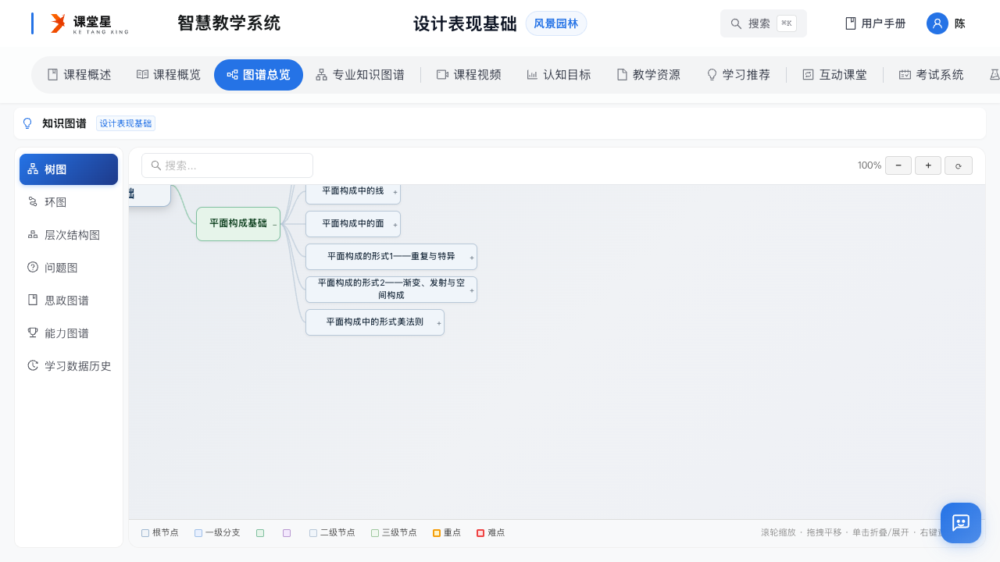 课堂星
KE TANG XING
智慧教学系统
设计表现基础
风景园林
搜索
⌘K
用户手册
陈
课程概述
课程概览
图谱总览
专业知识图谱
课程视频
认知目标
教学资源
学习推荐
互动课堂
考试系统
知识图谱
设计表现基础
树图
环图
层次结构图
问题图
思政图谱
能力图谱
学习数据历史
搜索...
100%
−
+
⟳
础
平面构成基础 −
平面构成中的线 +
平面构成中的面 +
平面构成的形式1——重复与特异 +
平面构成的形式2——渐变、发射与空
间构成 +
平面构成中的形式美法则 +
根节点
一级分支
二级节点
三级节点
重点
难点
滚轮缩放 · 拖拽平移 · 单击折叠/展开 · 右键